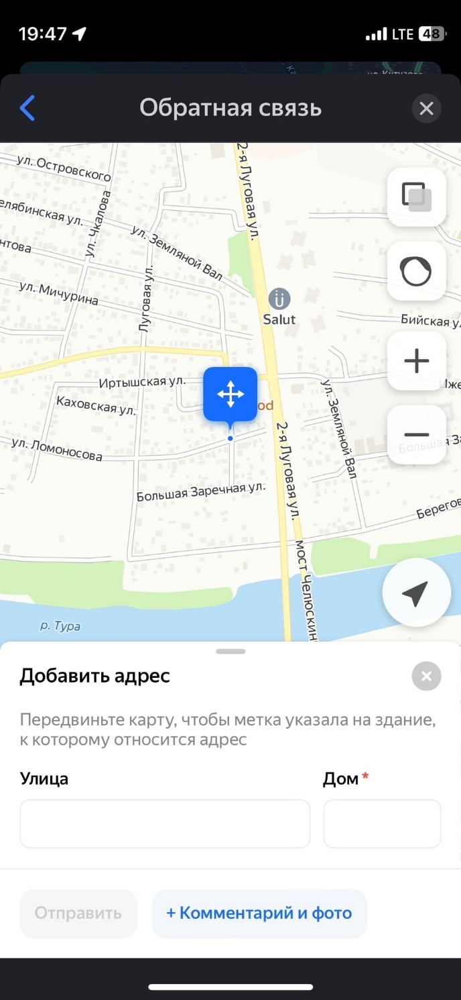 19:47
LTE 48
ул. Кутузова
Обратная связь
2-я Луговая ул.
ул. Островского
ул. Чкалова
елябинская ул.
ул. Земляной Вал
нтова
Луговая ул.
ул. Мичурина
Salut
Бийская у
Иртышская ул.
Иже
Каховская ул.
od
ул. Земляной Вал
2-я Луговая ул.
ул. Ломоносова
Большая За
Большая Заречная ул.
Берегов
мост Челюскин
р. Тура
Добавить адрес
Передвиньте карту, чтобы метка указала на здание,
к которому относится адрес
Улица
Дом *
Отправить
+ Комментарий и фото